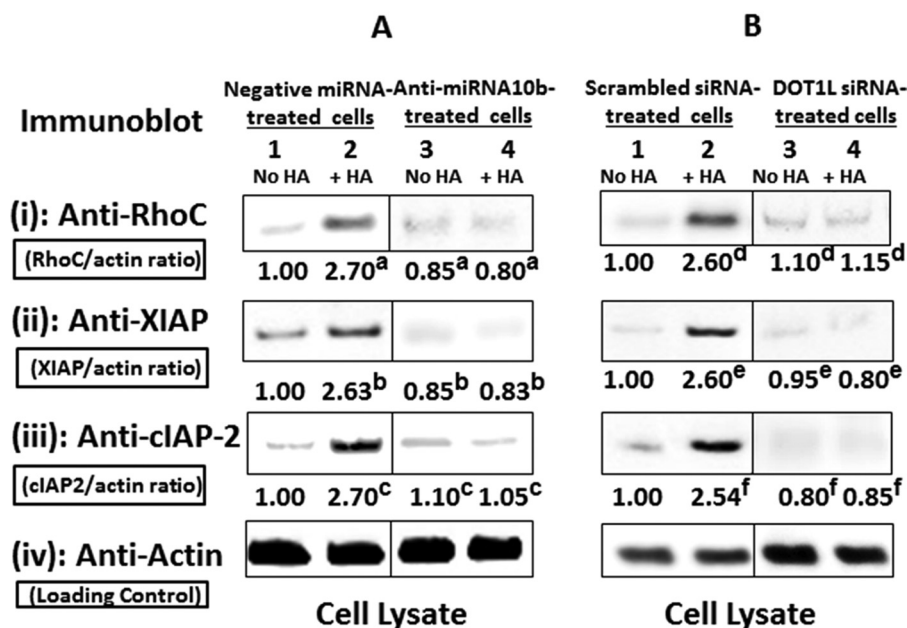 A B
Negative miRNA- Anti-miRNA10b- Scrambled siRNA- DOT1L siRNA-
Immunoblot treated cells treated cells treated cells treated cells
1 2 3 4 1 2 3 4
No HA + HA No HA + HA No HA + HA No HA + HA
(i): Anti-RhoC
(RhoC/actin ratio)
1.00 2.70a 0.85a 0.80a 1.00 2.60d 1.10d 1.15d
(ii): Anti-XIAP
(XIAP/actin ratio)
1.00 2.63b 0.85b 0.83b 1.00 2.60e 0.95e 0.80e
(iii): Anti-cIAP-2
(cIAP2/actin ratio)
1.00 2.70c 1.10c 1.05c 1.00 2.54f 0.80f 0.85f
(iv): Anti-Actin
(Loading Control)
Cell Lysate Cell Lysate